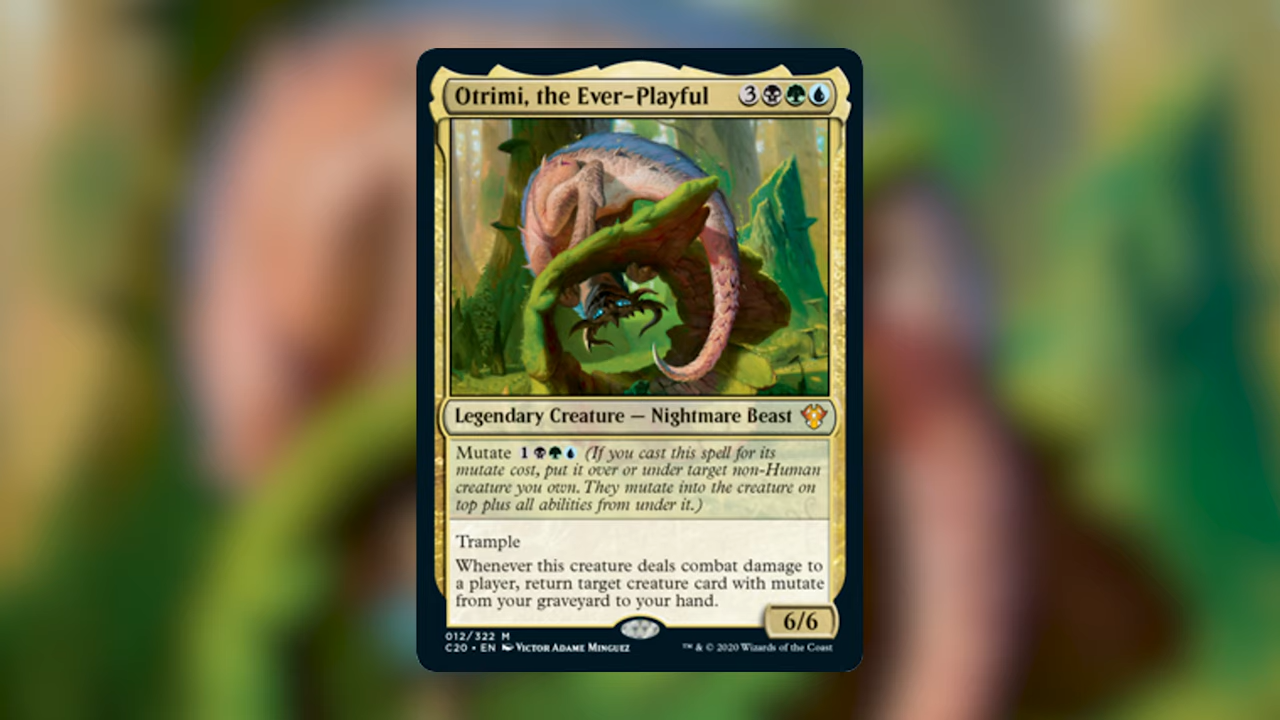 Otrimi, the Ever-Playful 3
Legendary Creature — Nightmare Beast
Mutate 1 (If you cast this spell for its
mutate cost, put it over or under target non-Human
creature you own. They mutate into the creature on
top plus all abilities from under it.)
Trample
Whenever this creature deals combat damage to
a player, return target creature card with mutate
from your graveyard to your hand.
6/6
012/322 M
C20 • EN Victor Adame Minguez
™ & © 2020 Wizards of the Coast